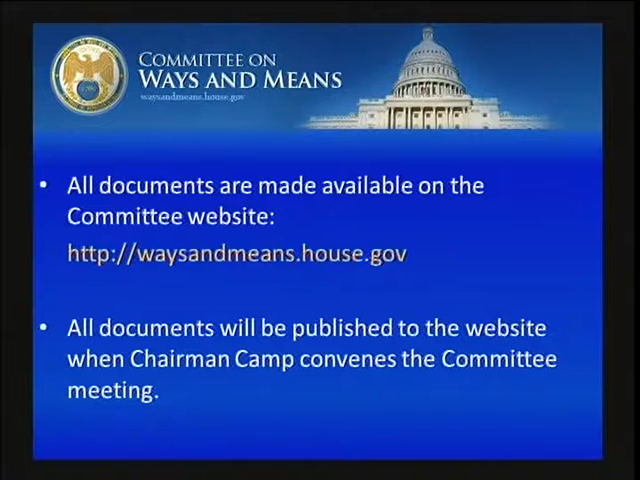 COMMITTEE ON
WAYS AND MEANS
waysandmeans.house.gov
• All documents are made available on the
Committee website:
http://waysandmeans.house.gov
• All documents will be published to the website
when Chairman Camp convenes the Committee
meeting.